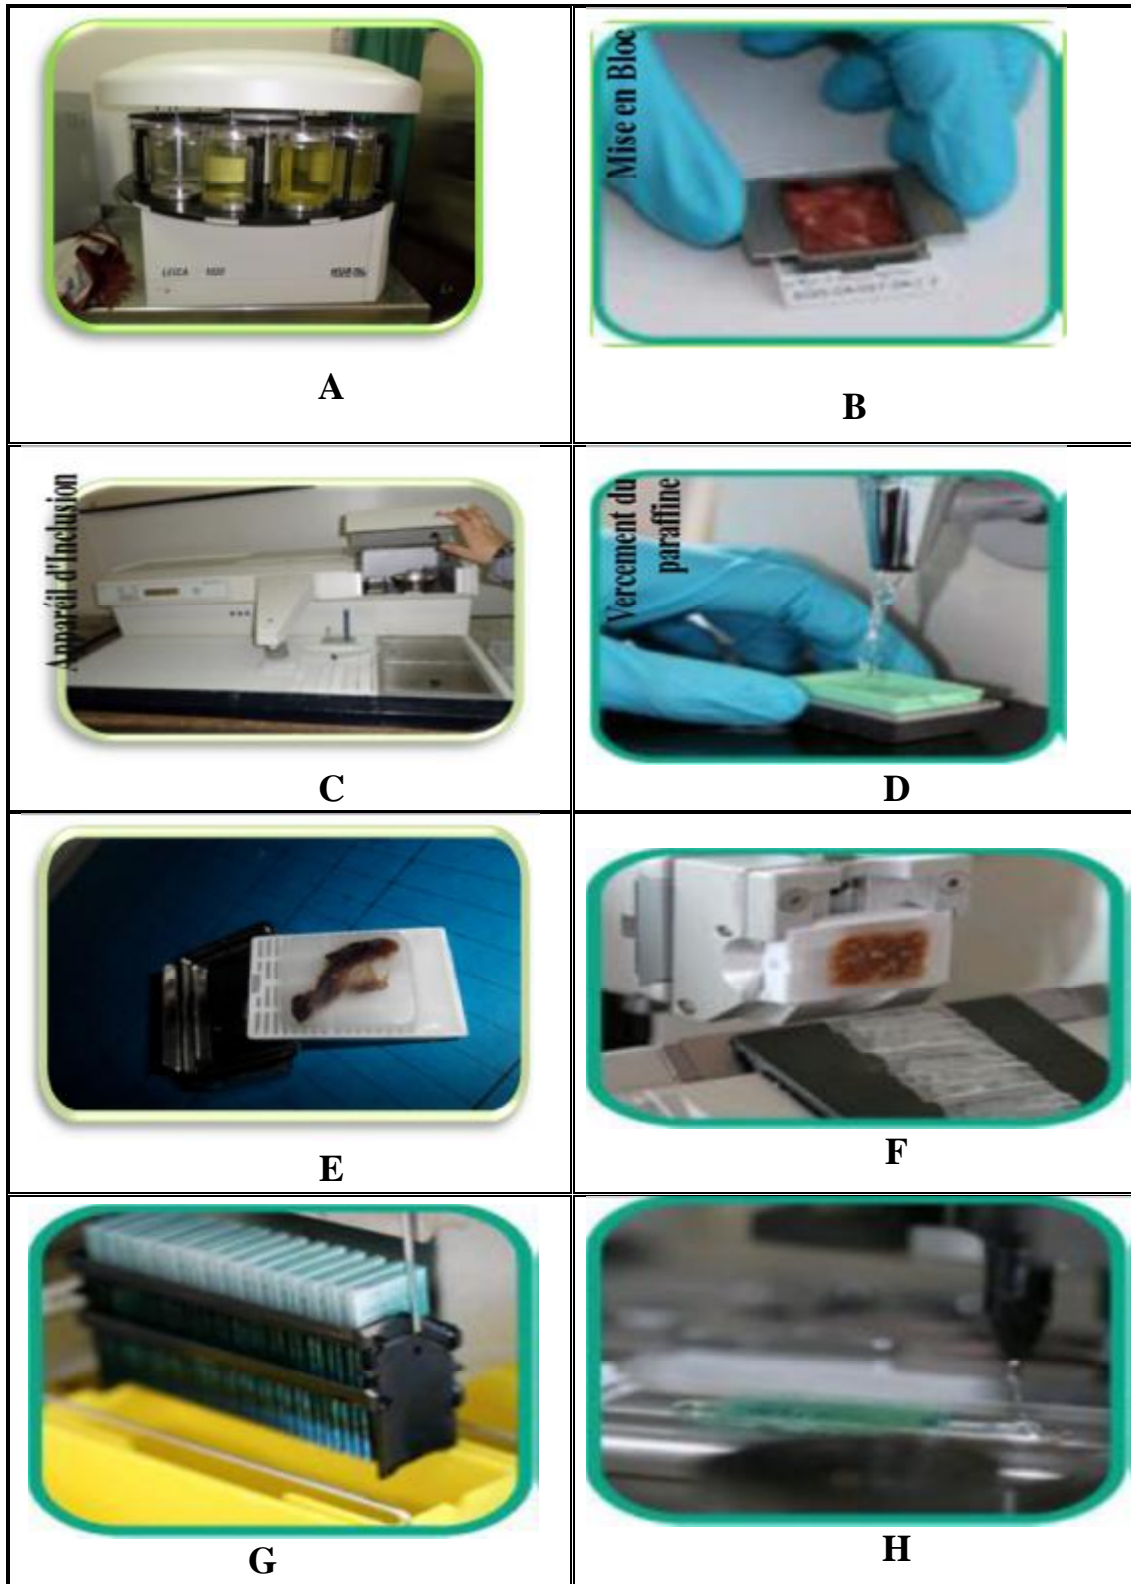 LEICA
A
Mise en Bloc
B
Appareil d'Inclusion
C
Vercement du
paraffine
D
E
F
G
H